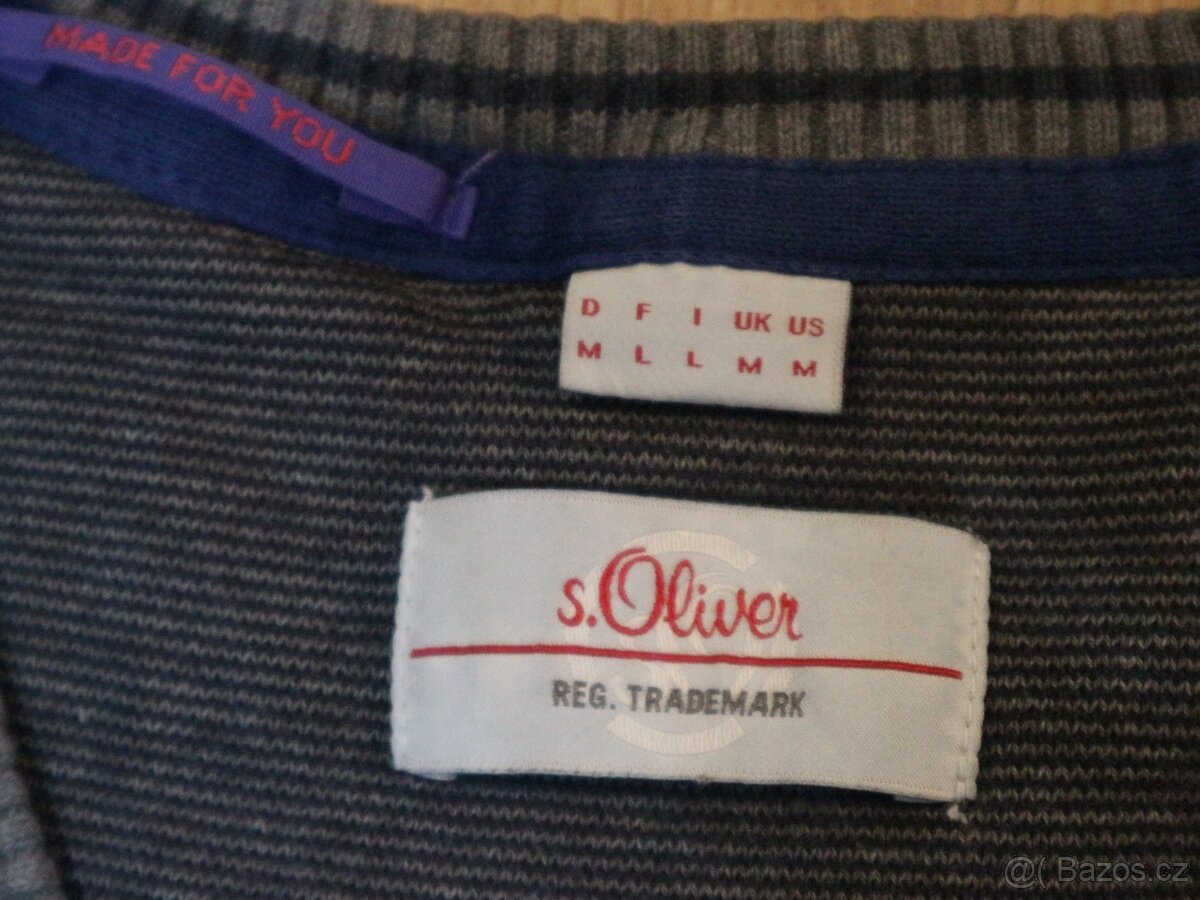 MADE FOR YOU
D F I UK US
M L L M M
s.Oliver
REG. TRADEMARK
@( Bazos.cz